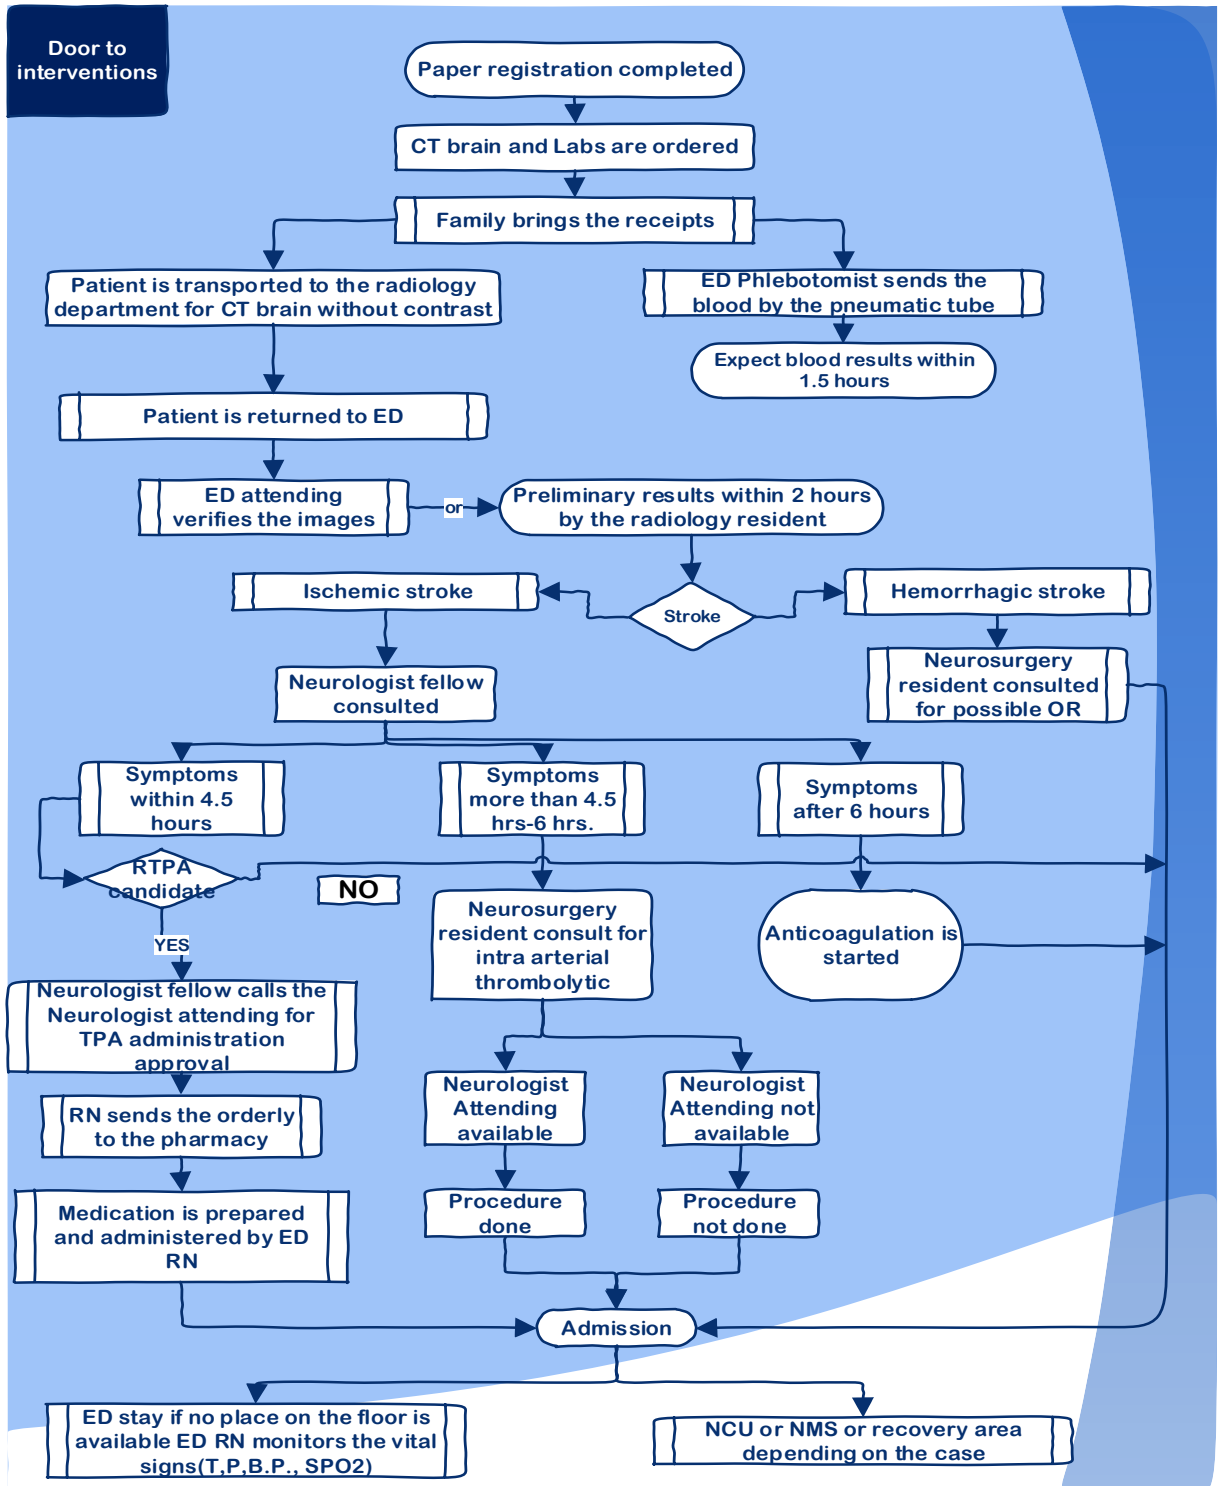 Door to
interventions
Paper registration completed
CT brain and Labs are ordered
Family brings the receipts
Patient is transported to the radiology
department for CT brain without contrast
ED Phlebotomist sends the
blood by the pneumatic tube
Expect blood results within
1.5 hours
Patient is returned to ED
ED attending
verifies the images
or
Preliminary results within 2 hours
by the radiology resident
Ischemic stroke
Stroke
Hemorrhagic stroke
Neurologist fellow
consulted
Neurosurgery
resident consulted
for possible OR
Symptoms
within 4.5
hours
Symptoms
more than 4.5
hrs-6 hrs.
Symptoms
after 6 hours
RTPA
candidate
NO
YES
Neurosurgery
resident consult for
intra arterial
thrombolytic
Anticoagulation is
started
Neurologist fellow calls the
Neurologist attending for
TPA administration
approval
RN sends the orderly
to the pharmacy
Neurologist
Attending
available
Neurologist
Attending not
available
Medication is prepared
and administered by ED
RN
Procedure
done
Procedure
not done
Admission
ED stay if no place on the floor is
available ED RN monitors the vital
signs(T,P,B.P., SPO2)
NCU or NMS or recovery area
depending on the case